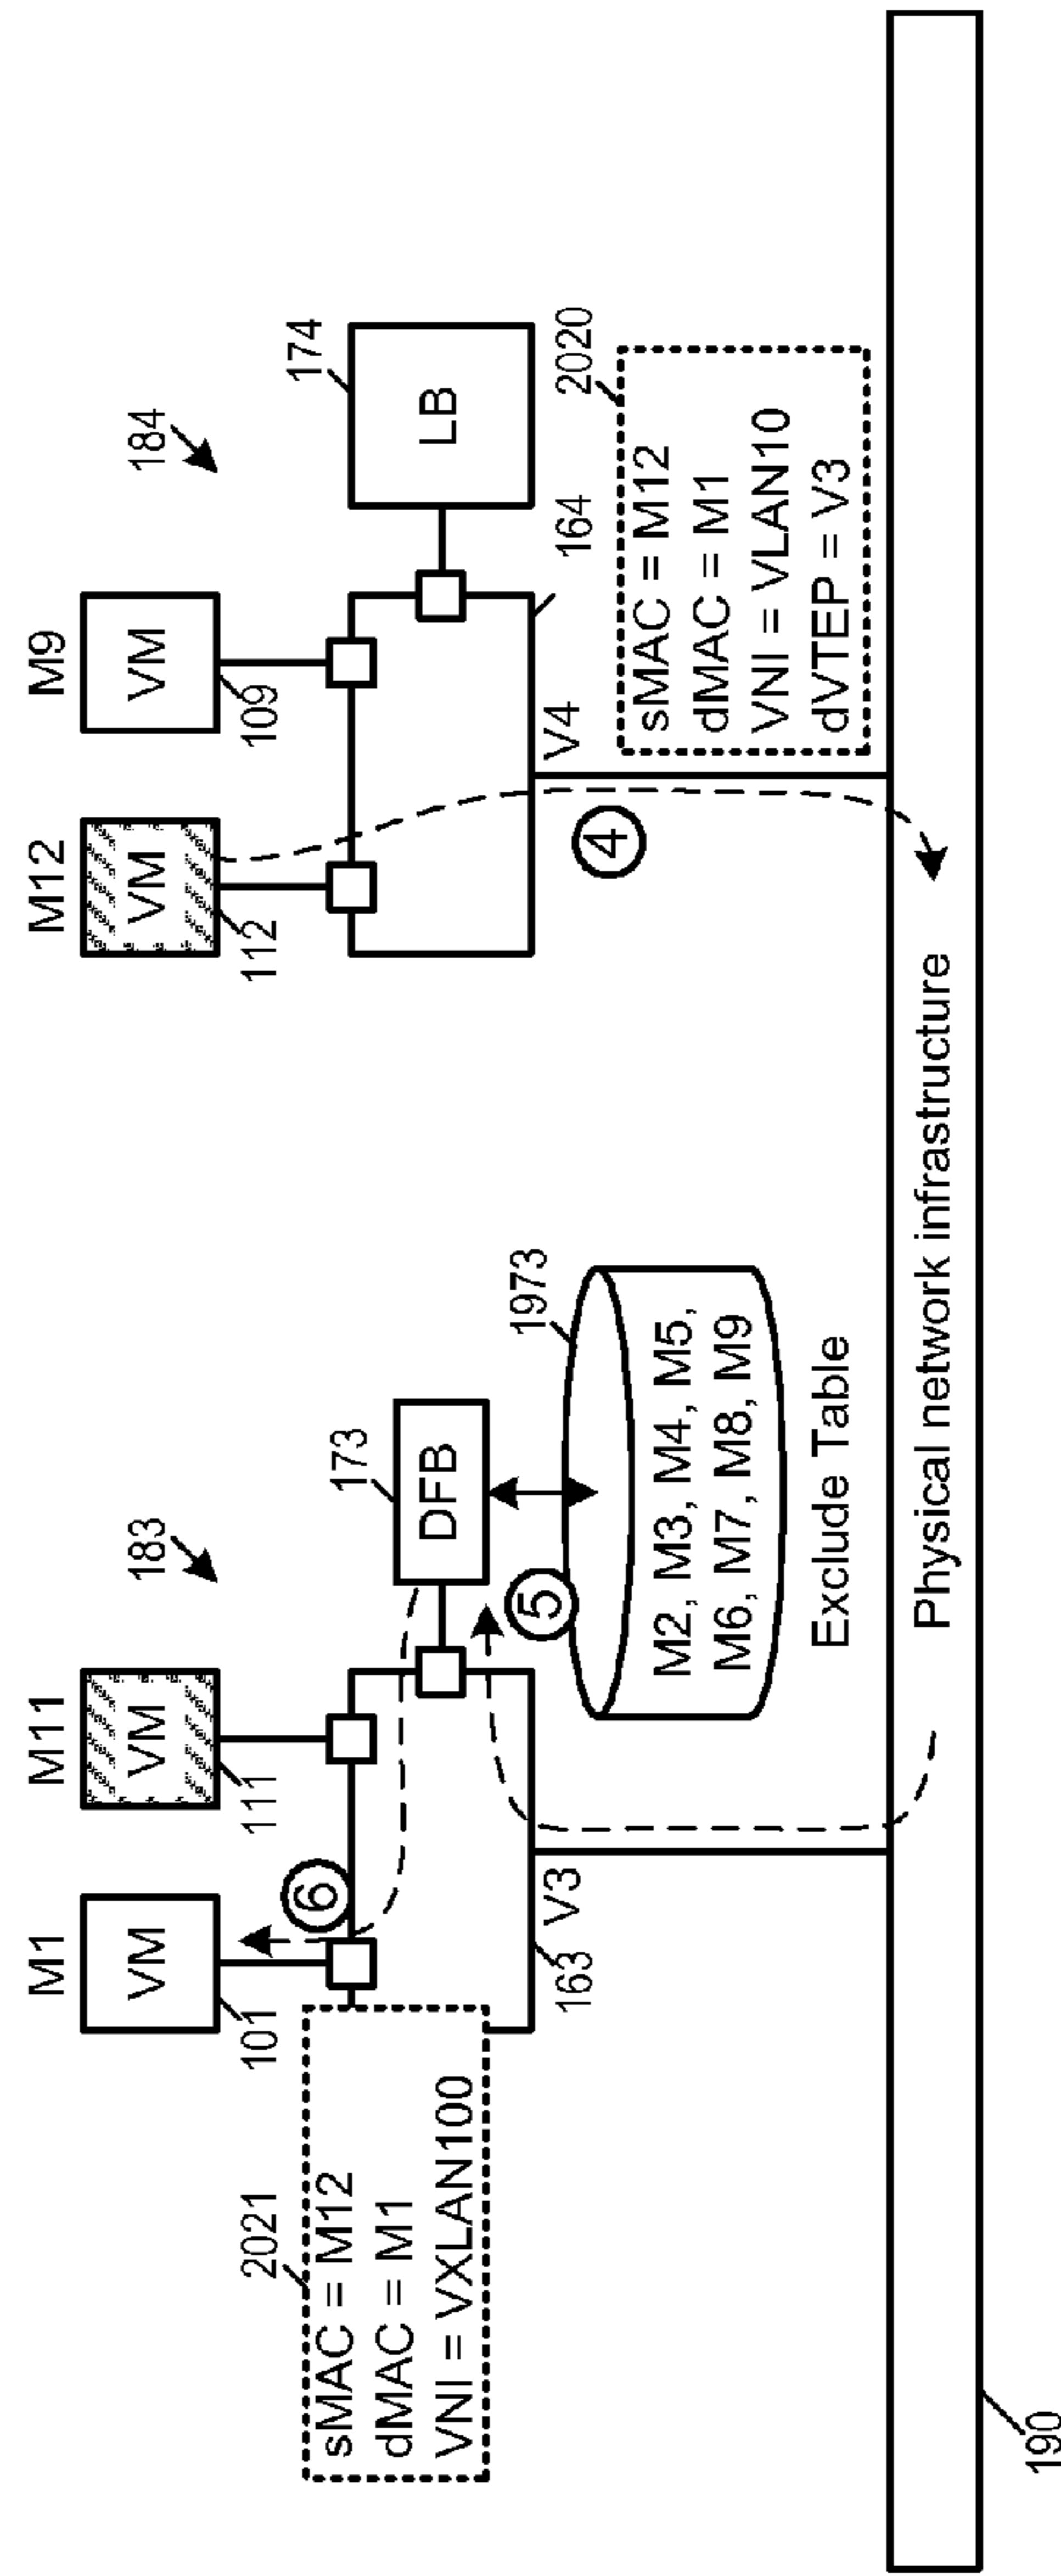 M1
VM
101
M11
VM
111
183
M12
VM
112
M9
VM
109
184
2021
sMAC = M12
dMAC = M1
VNI = VXLAN100
6
V3
163
173
DFB
5
1973
M2, M3, M4, M5,
M6, M7, M8, M9
Exclude Table
V4
164
174
LB
4
2020
sMAC = M12
dMAC = M1
VNI = VLAN10
dVTEP = V3
Physical network infrastructure
190